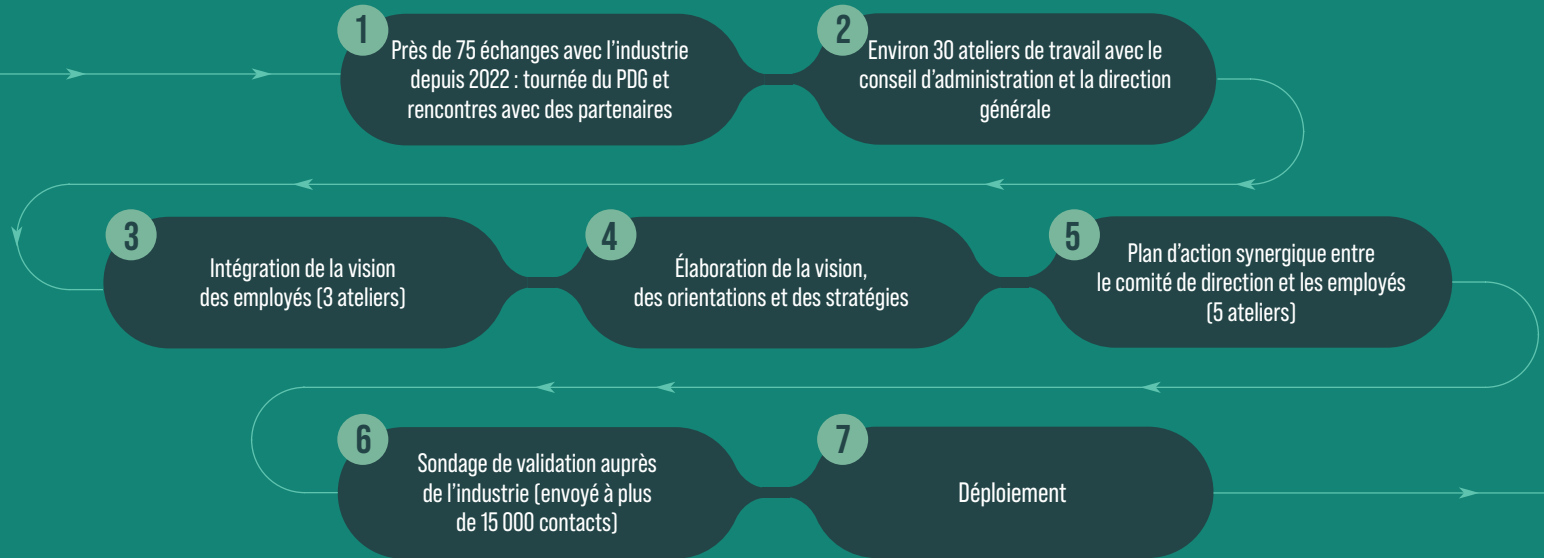 1
Près de 75 échanges avec l’industrie
depuis 2022 : tournée du PDG et
rencontres avec des partenaires
2
Environ 30 ateliers de travail avec le
conseil d’administration et la direction
générale
3
Intégration de la vision
des employés (3 ateliers)
4
Élaboration de la vision,
des orientations et des stratégies
5
Plan d’action synergique entre
le comité de direction et les employés
(5 ateliers)
6
Sondage de validation auprès
de l’industrie (envoyé à plus
de 15 000 contacts)
7
Déploiement